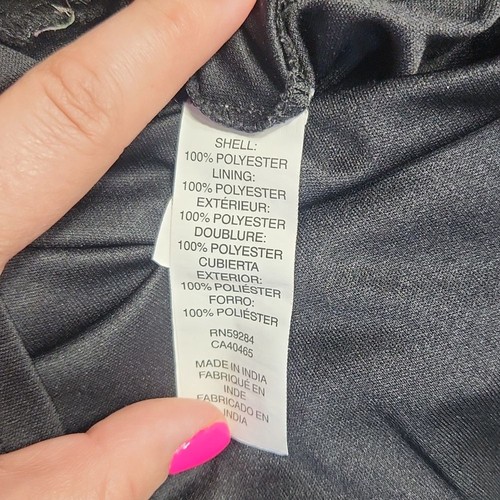 SHELL:
100% POLYESTER
LINING:
100% POLYESTER
EXTÉRIEUR:
100% POLYESTER
DOUBLURE:
100% POLYESTER
CUBIERTA
EXTERIOR:
100% POLIÉSTER
FORRO:
100% POLIÉSTER
RN59284
CA40465
MADE IN INDIA
FABRIQUÉ EN
INDE
FABRICADO EN
INDIA